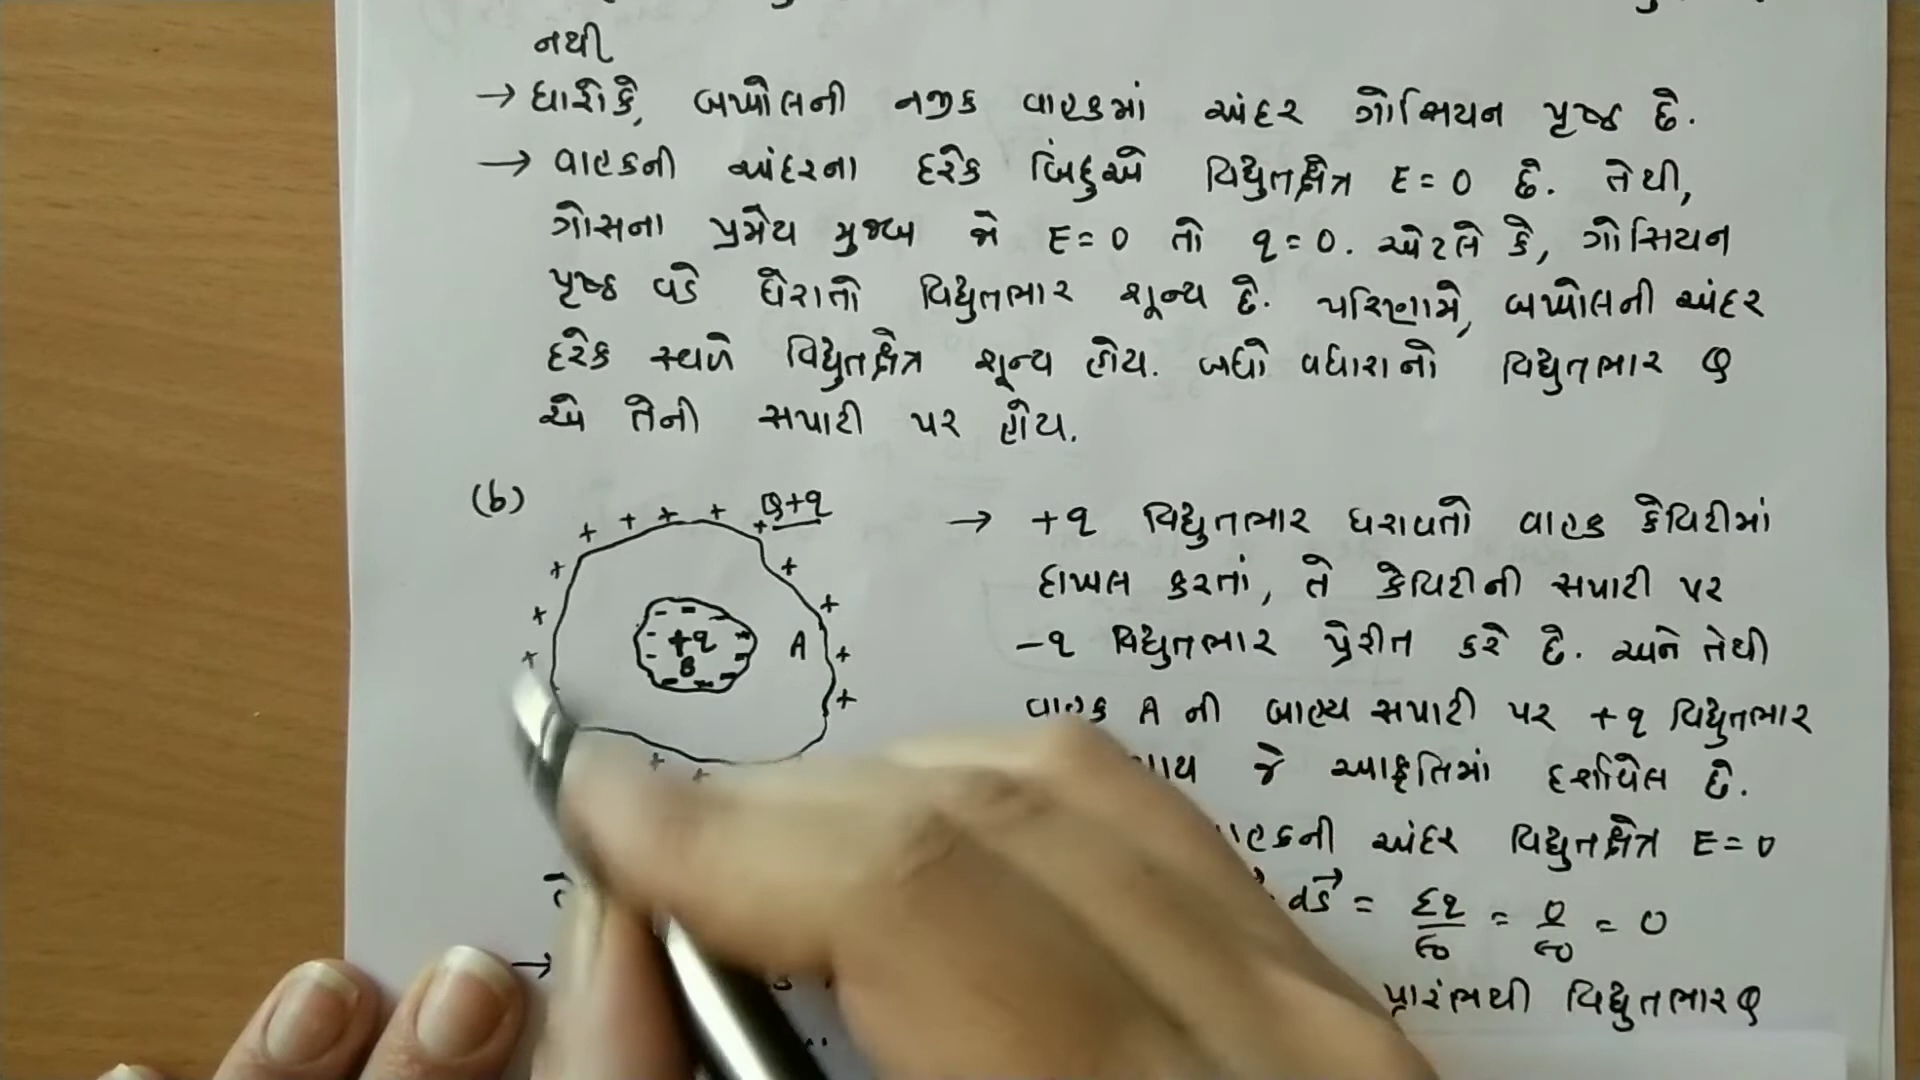 નથી
→ ધારોકે, બખોલની નજીક વાહકમાં અંદર ગોસિયન પૃષ્ઠ છે.
→ વાહકની અંદરના દરેક બિંદુએ વિદ્યુતક્ષેત્ર E = 0 છે. તેથી,
ગોસના પ્રમેય મુજબ જો E = 0 તો q = 0. એટલે કે, ગોસિયન
પૃષ્ઠ વડે ઘેરાતો વિદ્યુતભાર શૂન્ય છે. પરિણામે, બખોલની અંદર
દરેક સ્થળે વિદ્યુતક્ષેત્ર શૂન્ય હોય. બધો વધારાનો વિદ્યુતભાર Q
એ તેની સપાટી પર હોય.
(b)
Q+q
+q
B
A
→ +q વિદ્યુતભાર ધરાવતો વાહક કેવિટીમાં
દાખલ કરતાં, તે કેવિટીની સપાટી પર
-q વિદ્યુતભાર પ્રેરીત કરે છે. અને તેથી
વાહક A ની બાહ્ય સપાટી પર +q વિદ્યુતભાર
જે આકૃતિમાં દર્શાવેલ છે.
અંદર વિદ્યુતક્ષેત્ર E = 0
dS⃗ = Σq/ε0 = 0/ε0 = 0
→
પ્રારંભથી વિદ્યુતભાર Q